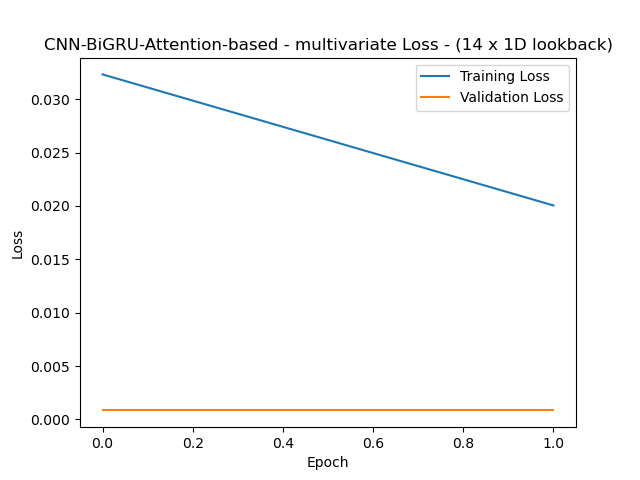 CNN-BiGRU-Attention-based - multivariate Loss - (14 x 1D lookback)
Training Loss
Validation Loss
0.030
0.025
0.020
0.015
0.010
0.005
0.000
Loss
0.0 0.2 0.4 0.6 0.8 1.0
Epoch